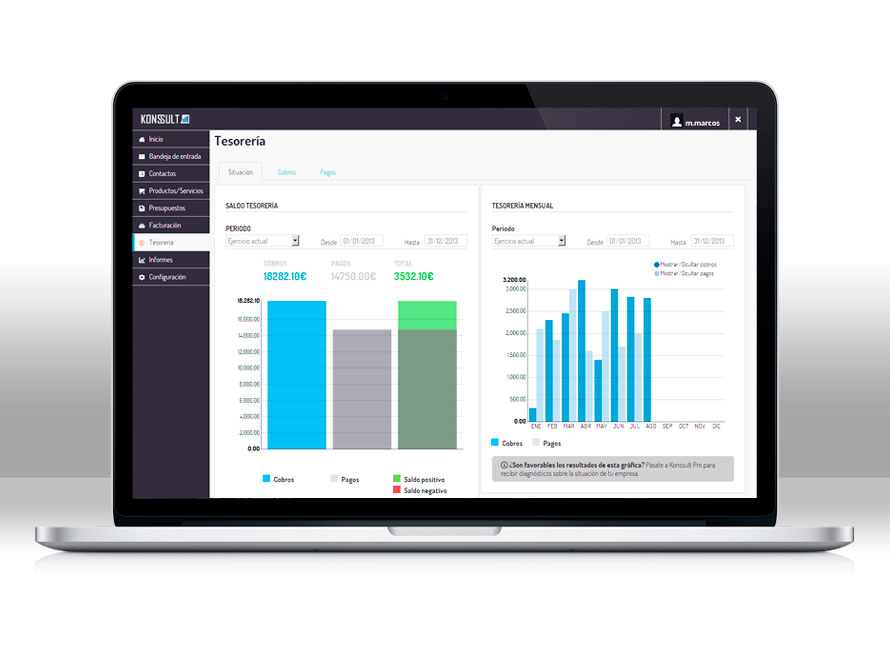 KONSSULT
m.marcos
Inicio
Bandeja de entrada
Contactos
Productos/Servicios
Presupuestos
Facturación
Tesorería
Informes
Configuración
Tesorería
Situación Cobros Pagos
SALDO TESORERÍA
PERIODO
Ejercicio actual Desde 01/01/2013 Hasta 31/12/2013
COBROS PAGOS TOTAL
18282.10€ 14750.00€ 3532.10€
18.282.10
16.000.00
14.000.00
12.000.00
10.000.00
8.000.00
6.000.00
4.000.00
2.000.00
0.00
Cobros Pagos Saldo positivo
Saldo negativo
TESORERÍA MENSUAL
Periodo
Ejercicio actual Desde 01/01/2013 Hasta 31/12/2013
Mostrar/Ocultar cobros
Mostrar/Ocultar pagos
3.200.00
3.000.00
2.500.00
2.000.00
1.500.00
1.000.00
500.00
0.00
ENE FEB MAR ABR MAY JUN JUL AGO SEP OCT NOV DIC
Cobros Pagos
¿Son favorables los resultados de esta gráfica? Pásate a Konssult Pro para
recibir diagnósticos sobre la situación de tu empresa.